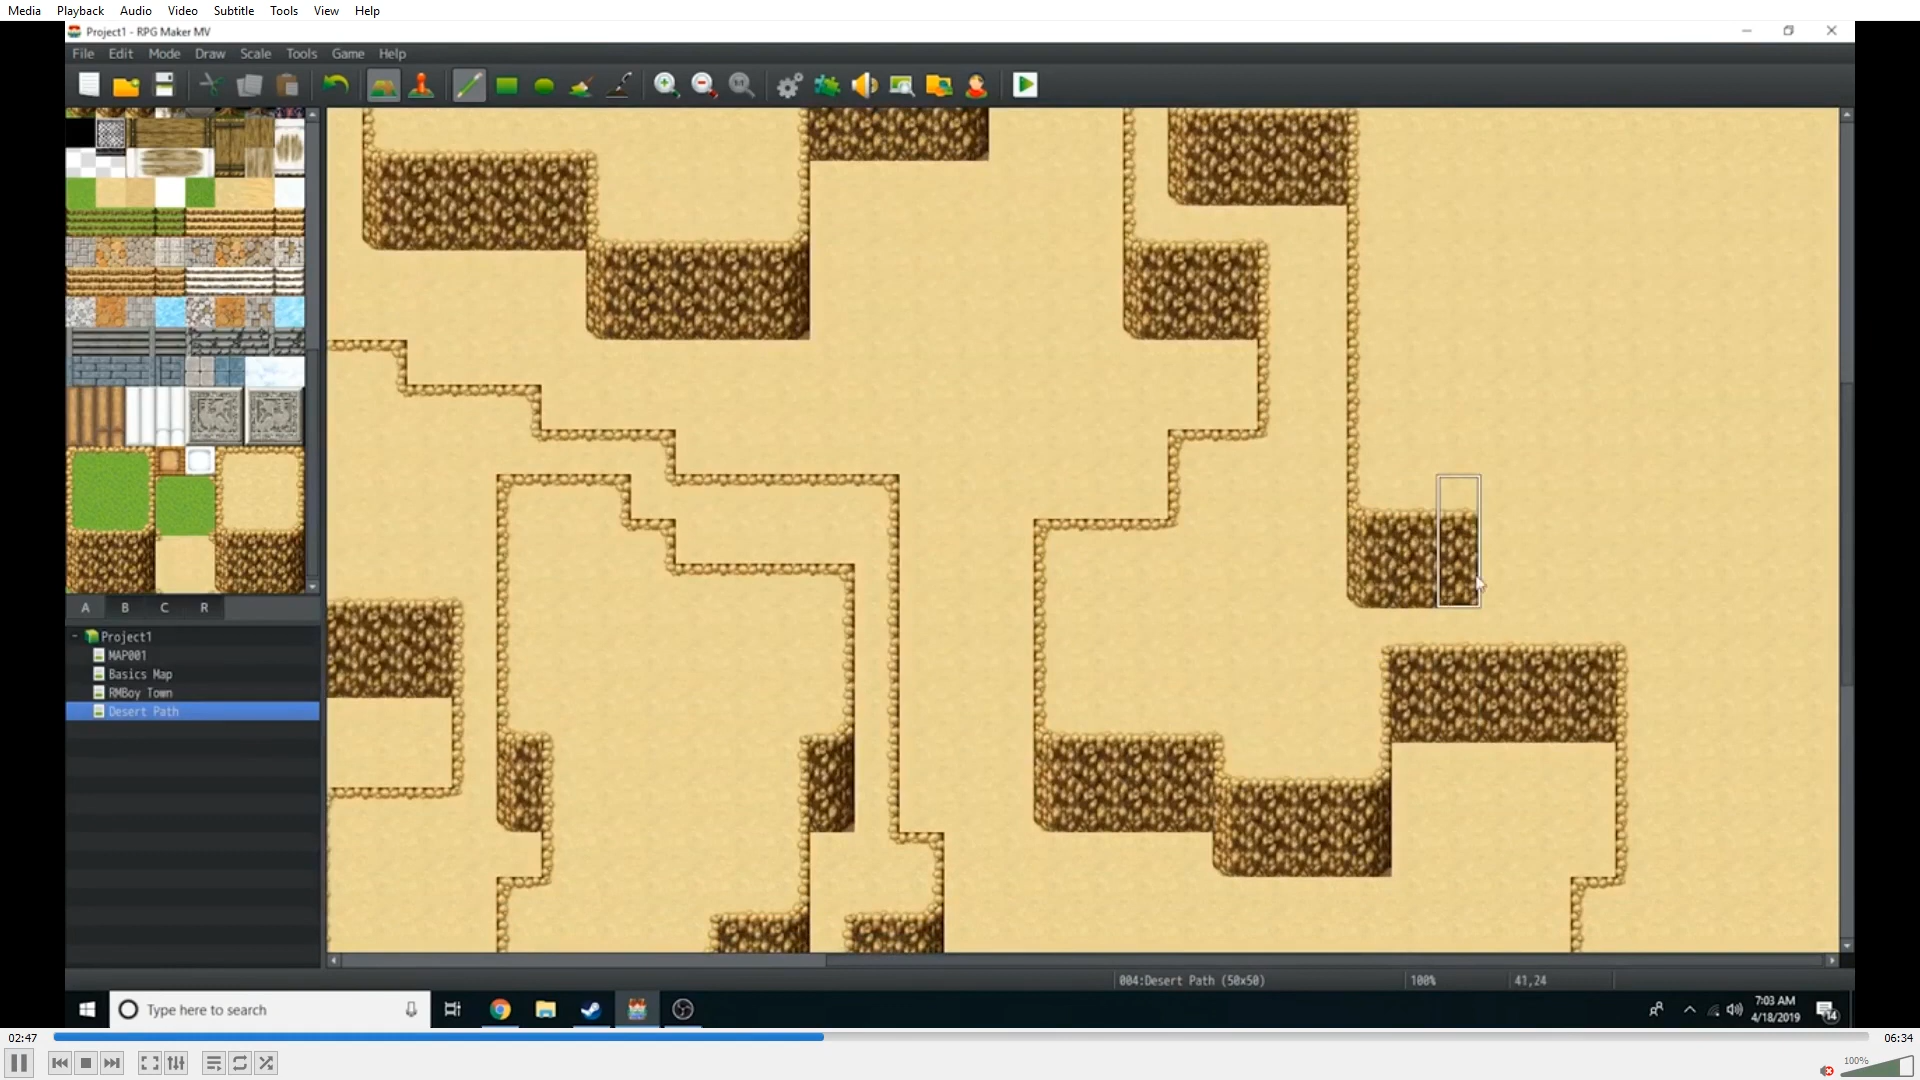 Media Playback Audio Video Subtitle Tools View Help
Project1 - RPG Maker MV
File Edit Mode Draw Scale Tools Game Help
A B C R
Project1
MAP001
Basics Map
RMBoy Town
Desert Path
004:Desert Path (50x50) 100% 41,24
Type here to search
7:03 AM
4/18/2019
14
02:47 06:34
100%